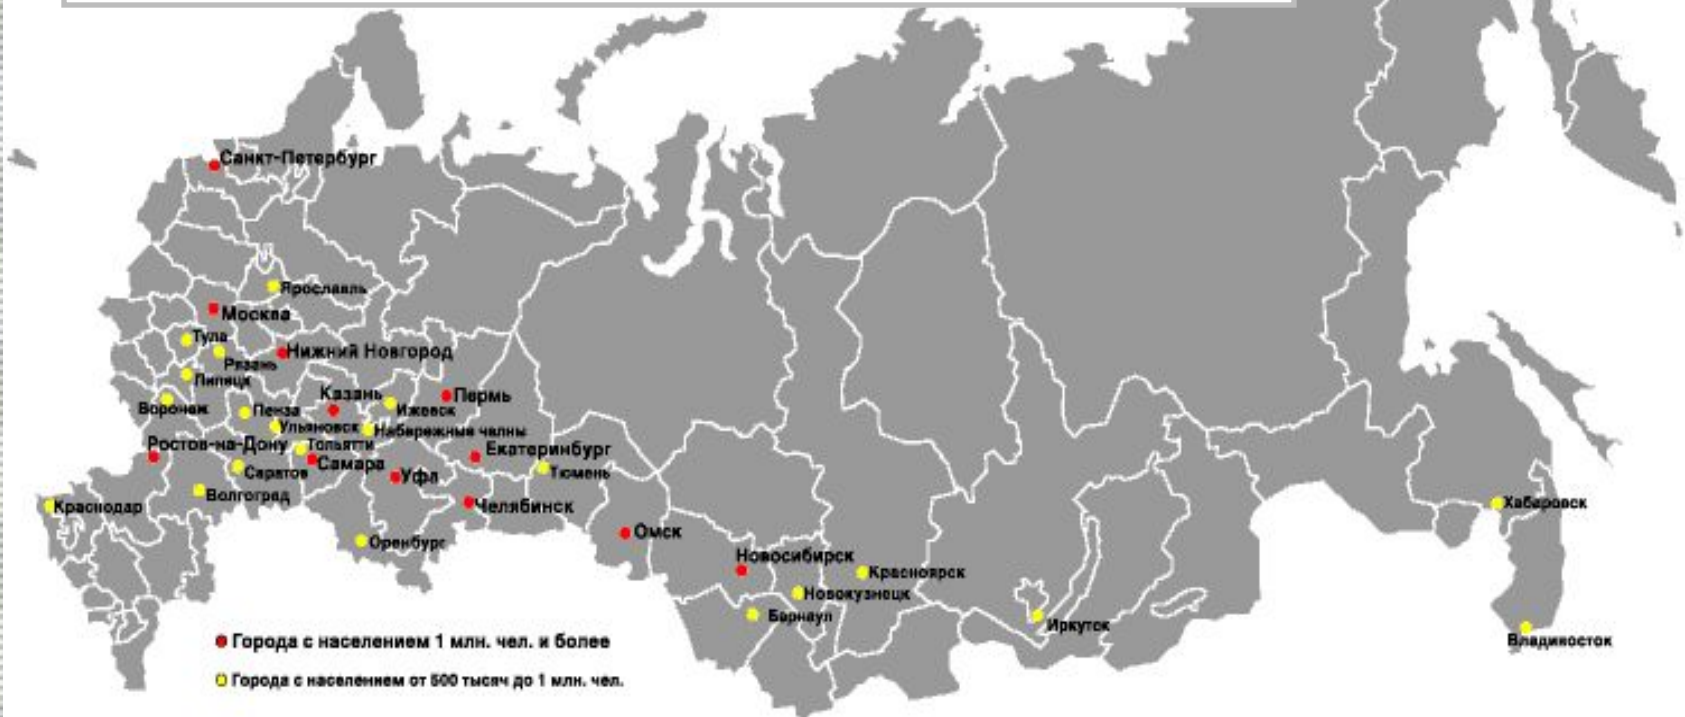 Санкт-Петербург
Ярославль
Москва
Тула
Нижний Новгород
Рязань
Липецк
Казань
Пермь
Воронеж
Пенза
Ижевск
Ульяновск
Набережные челны
Ростов-на-Дону
Тольятти
Екатеринбург
Самара
Саратов
Уфа
Тюмень
Волгоград
Краснодар
Челябинск
Хабаровск
Омск
Оренбург
Новосибирск
Красноярск
Новокузнецк
Барнаул
Иркутск
Владивосток
Города с населением 1 млн. чел. и более
Города с населением от 500 тысяч до 1 млн. чел.